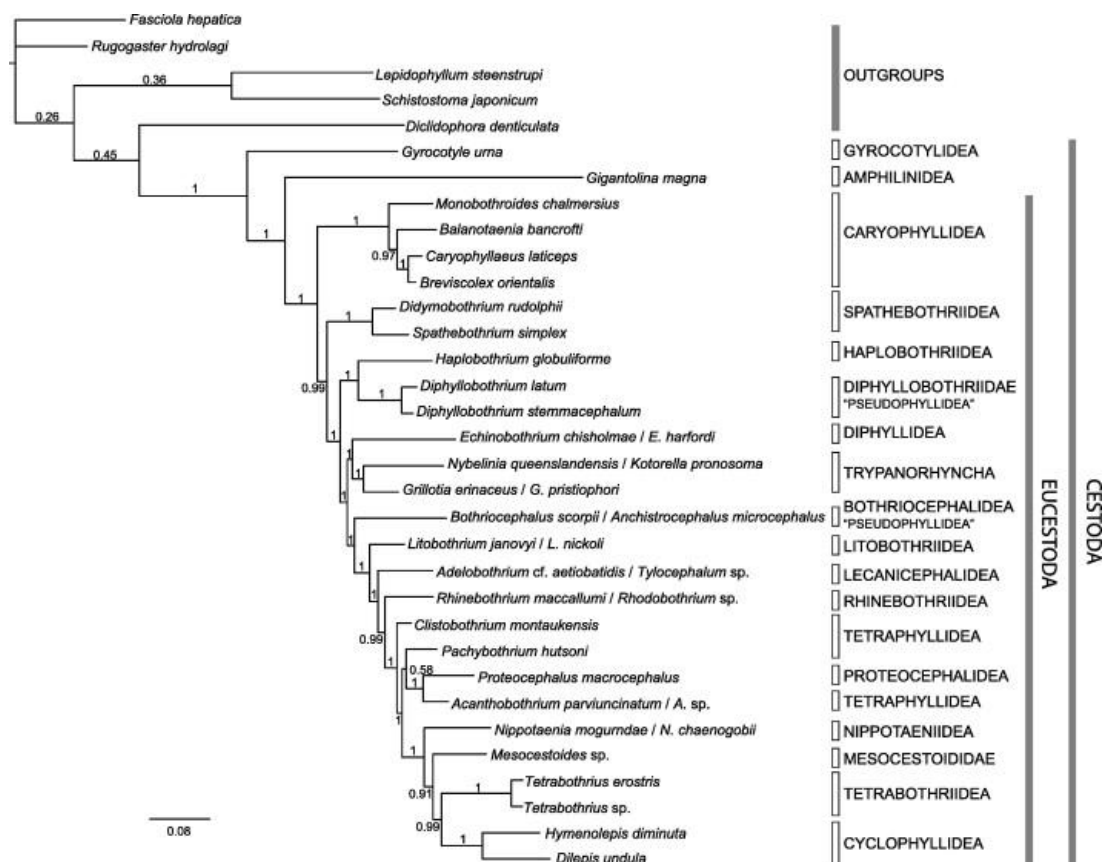 Fasciola hepatica
Rugogaster hydrolagi
0.36
Lepidophyllum steenstrupi
Schistostoma japonicum
OUTGROUPS
0.26
Diclidophora denticulata
0.45
Gyrocotyle urna
GYROCOTYLIDEA
1
Gigantolina magna
AMPHILINIDEA
1
Monobothroides chalmersius
1
Balanotaenia bancrofti
CARYOPHYLLIDEA
0.97
1
Caryophyllaeus laticeps
Breviscolex orientalis
1
Didymobothrium rudolphii
SPATHEBOTHRIIDEA
1
Spathebothrium simplex
Haplobothrium globuliforme
HAPLOBOTHRIIDEA
0.99
1
Diphyllobothrium latum
DIPHYLLOBOTHRIIDAE
1
Diphyllobothrium stemmacephalum
"PSEUDOPHYLLIDEA"
1
Echinobothrium chisholmae / E. harfordi
DIPHYLLIDEA
1
Nybelinia queenslandensis / Kotorella pronosoma
TRYPANORHYNCHA
1
Grillotia erinaceus / G. pristiophori
1
Bothriocephalus scorpii / Anchistrocephalus microcephalus
BOTHRIOCEPHALIDEA
"PSEUDOPHYLLIDEA"
1
Litobothrium janovyi / L. nickoli
LITOBOTHRIIDEA
1
Adelobothrium cf. aetiobatidis / Tylocephalum sp.
LECANICEPHALIDEA
Rhinebothrium maccallumi / Rhodobothrium sp.
RHINEBOTHRIIDEA
0.99
Clistobothrium montaukensis
TETRAPHYLLIDEA
Pachybothrium hutsoni
1
0.58
Proteocephalus macrocephalus
PROTEOCEPHALIDEA
1
Acanthobothrium parviuncinatum / A. sp.
TETRAPHYLLIDEA
1
Nippotaenia mogurndae / N. chaenogobii
NIPPOTAENIIDEA
1
Mesocestoides sp.
MESOCESTOIDIDAE
0.91
Tetrabothrius erostris
1
TETRABOTHRIIDEA
Tetrabothrius sp.
0.99
0.08
Hymenolepis diminuta
1
CYCLOPHYLLIDEA
Dilepis undula
EUCESTODA
CESTODA